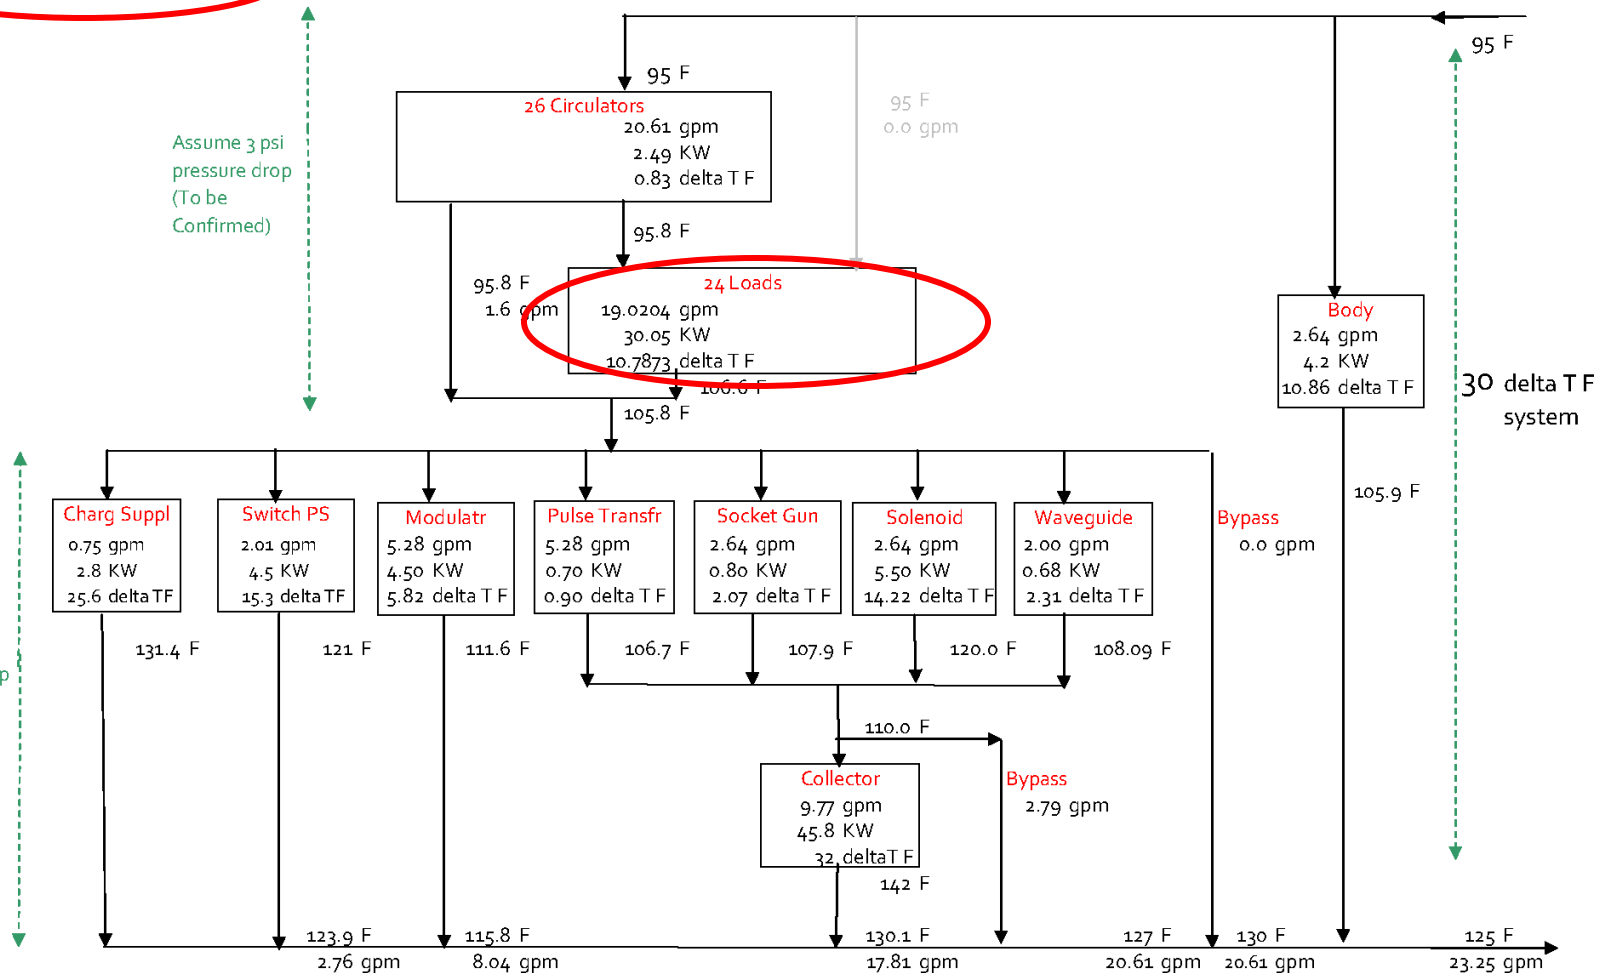 95 F
95 F
26 Circulators
20.61 gpm
2.49 KW
0.83 delta T F
95 F
0.0 gpm
Assume 3 psi
pressure drop
(To be
Confirmed)
95.8 F
95.8 F
1.6 gpm
24 Loads
19.0204 gpm
30.05 KW
10.7873 delta T F
106.6 F
105.8 F
Body
2.64 gpm
4.2 KW
10.86 delta T F
30 delta T F
system
105.9 F
Charg Suppl
0.75 gpm
2.8 KW
25.6 delta TF
Switch PS
2.01 gpm
4.5 KW
15.3 delta TF
Modulatr
5.28 gpm
4.50 KW
5.82 delta T F
Pulse Transfr
5.28 gpm
0.70 KW
0.90 delta T F
Socket Gun
2.64 gpm
0.80 KW
2.07 delta T F
Solenoid
2.64 gpm
5.50 KW
14.22 delta T F
Waveguide
2.00 gpm
0.68 KW
2.31 delta T F
Bypass
0.0 gpm
131.4 F
121 F
111.6 F
106.7 F
107.9 F
120.0 F
108.09 F
110.0 F
Collector
9.77 gpm
45.8 KW
32 deltaT F
Bypass
2.79 gpm
142 F
123.9 F
2.76 gpm
115.8 F
8.04 gpm
130.1 F
17.81 gpm
127 F
20.61 gpm
130 F
20.61 gpm
125 F
23.25 gpm